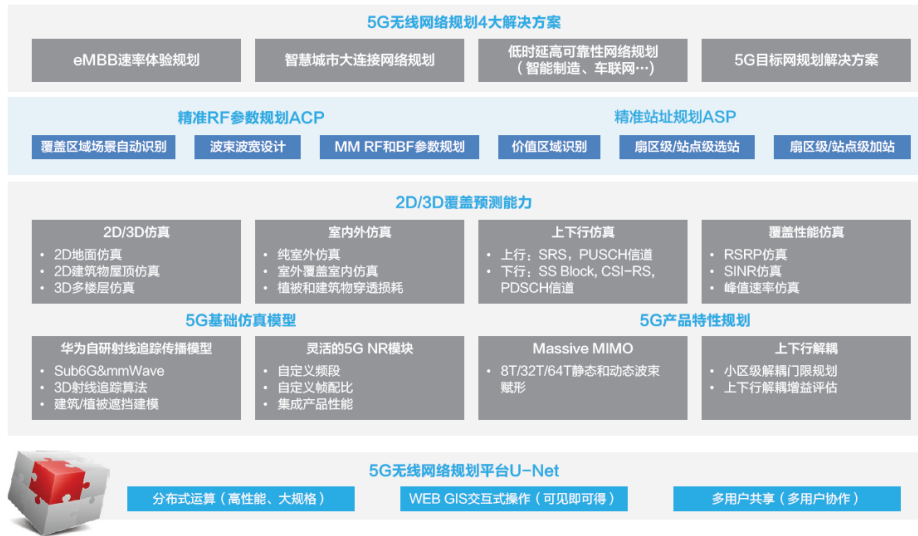 5G无线网络规划4大解决方案
eMBB速率体验规划
智慧城市大连接网络规划
低时延高可靠性网络规划
（智能制造、车联网…）
5G目标网规划解决方案
精准RF参数规划ACP
覆盖区域场景自动识别
波束波宽设计
MM RF和BF参数规划
精准站址规划ASP
价值区域识别
扇区级/站点级选站
扇区级/站点级加站
2D/3D覆盖预测能力
2D/3D仿真
• 2D地面仿真
• 2D建筑物屋顶仿真
• 3D多楼层仿真
室内外仿真
• 纯室外仿真
• 室外覆盖室内仿真
• 植被和建筑物穿透损耗
上下行仿真
• 上行：SRS，PUSCH信道
• 下行：SS Block, CSI-RS,
PDSCH信道
覆盖性能仿真
• RSRP仿真
• SINR仿真
• 峰值速率仿真
5G基础仿真模型
华为自研射线追踪传播模型
• Sub6G&mmWave
• 3D射线追踪算法
• 建筑/植被遮挡建模
灵活的5G NR模块
• 自定义频段
• 自定义帧配比
• 集成产品性能
5G产品特性规划
Massive MIMO
• 8T/32T/64T静态和动态波束
赋形
上下行解耦
• 小区级解耦门限规划
• 上下行解耦增益评估
5G无线网络规划平台U-Net
分布式运算（高性能、大规格）
WEB GIS交互式操作（可见即可得）
多用户共享（多用户协作）